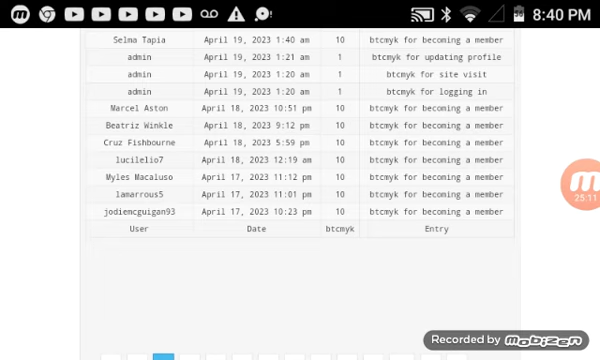 8:40 PM
Selma Tapia April 19, 2023 1:40 am 10 btcmyk for becoming a member
admin April 19, 2023 1:21 am 1 btcmyk for updating profile
admin April 19, 2023 1:20 am 1 btcmyk for site visit
admin April 19, 2023 1:20 am 1 btcmyk for logging in
Marcel Aston April 18, 2023 10:51 pm 10 btcmyk for becoming a member
Beatriz Winkle April 18, 2023 9:12 pm 10 btcmyk for becoming a member
Cruz Fishbourne April 18, 2023 5:59 pm 10 btcmyk for becoming a member
lucilelio7 April 18, 2023 12:19 am 10 btcmyk for becoming a member
Myles Macaluso April 17, 2023 11:12 pm 10 btcmyk for becoming a member
lamarrous5 April 17, 2023 11:01 pm 10 btcmyk for becoming a member
jodiemcguigan93 April 17, 2023 10:23 pm 10 btcmyk for becoming a member
User Date btcmyk Entry
25:11
Recorded by mobizen